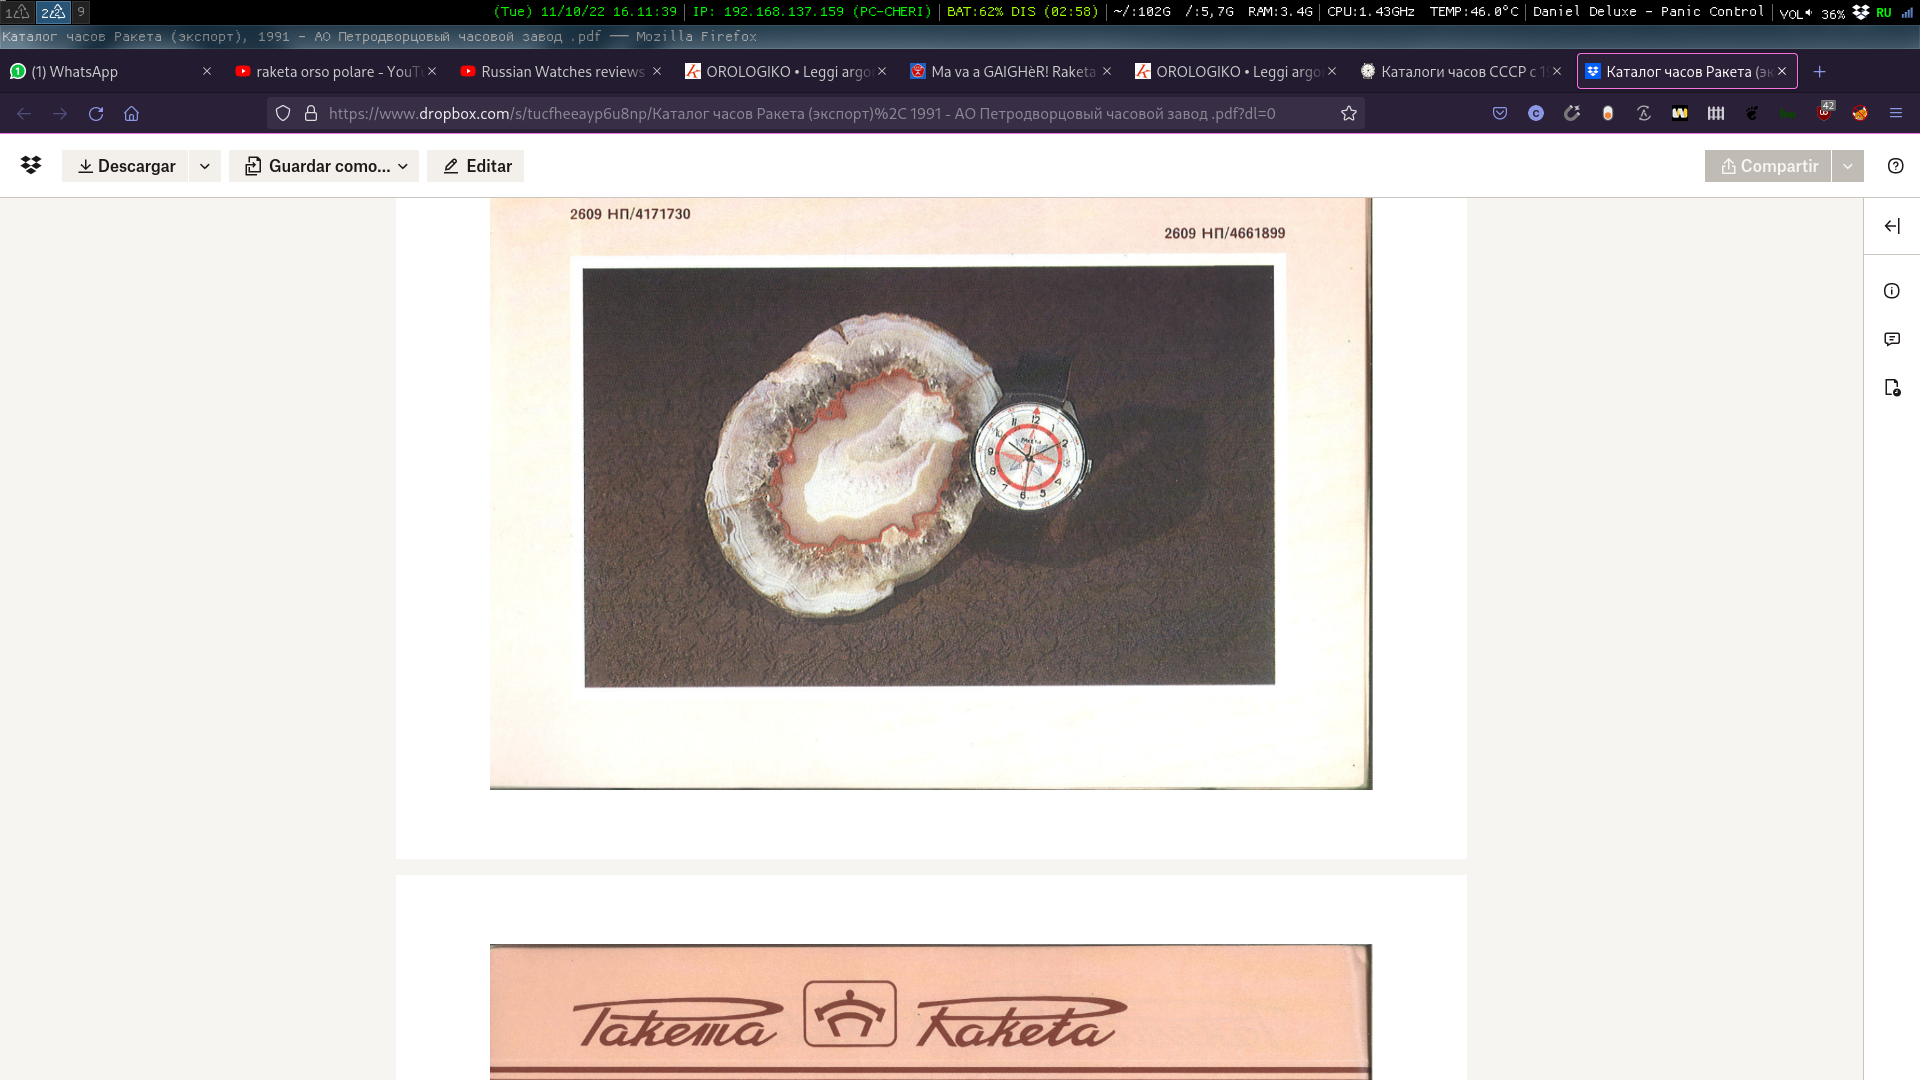 1
2
9
(Tue) 11/10/22 16.11:39
IP: 192.168.137.159 (PC-CHERI)
BAT:62% DIS (02:58)
~/:102G /:5,7G RAM:3.4G
CPU:1.43GHz TEMP:46.0°C
Daniel Deluxe - Panic Control
VOL 36%
RU
Каталог часов Ракета (экспорт), 1991 - АО Петродворцовый часовой завод .pdf — Mozilla Firefox
(1) WhatsApp
raketa orso polare - YouT
Russian Watches reviews
OROLOGIKO • Leggi argo
Ma va a GAIGHèR! Raketa
OROLOGIKO • Leggi argo
Каталоги часов СССР с 1
Каталог часов Ракета (эк
https://www.dropbox.com/s/tucfheeayp6u8np/Каталог часов Ракета (экспорт)%2C 1991 - АО Петродворцовый часовой завод .pdf?dl=0
42
Descargar
Guardar como...
Editar
Compartir
2609 НП/4171730
2609 НП/4661899
12
1
2
4
5
6
7
8
9
10
11
Ракета
Ракета Raketa